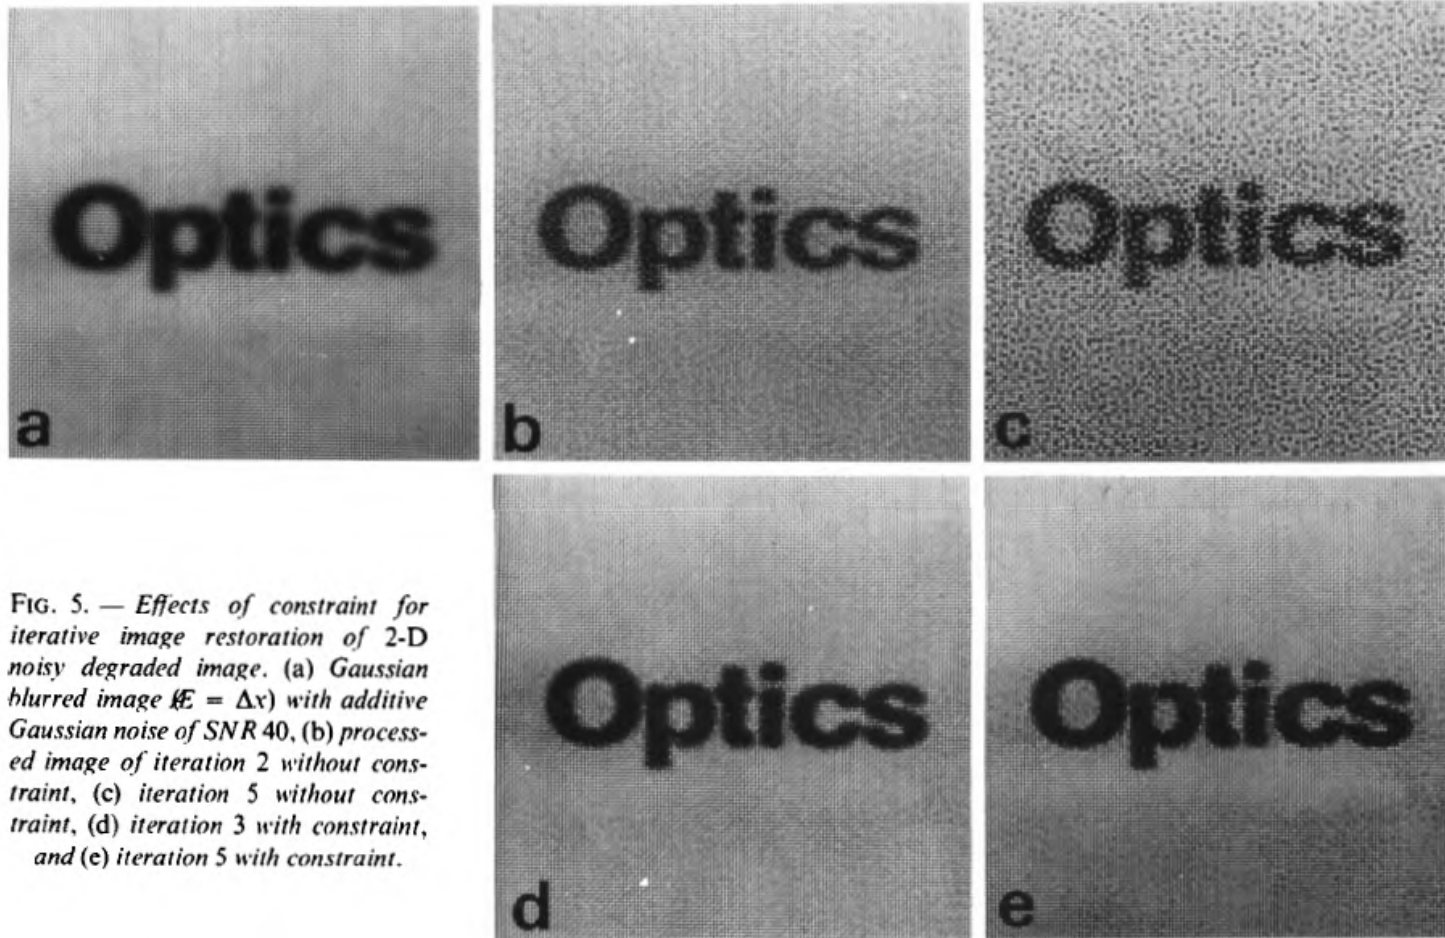 Optics
a
Optics
b
Optics
c
FIG. 5. — Effects of constraint for
iterative image restoration of 2-D
noisy degraded image. (a) Gaussian
blurred image (Æ = Δx) with additive
Gaussian noise of SNR 40, (b) process-
ed image of iteration 2 without cons-
traint, (c) iteration 5 without cons-
traint, (d) iteration 3 with constraint,
and (e) iteration 5 with constraint.
Optics
d
Optics
e